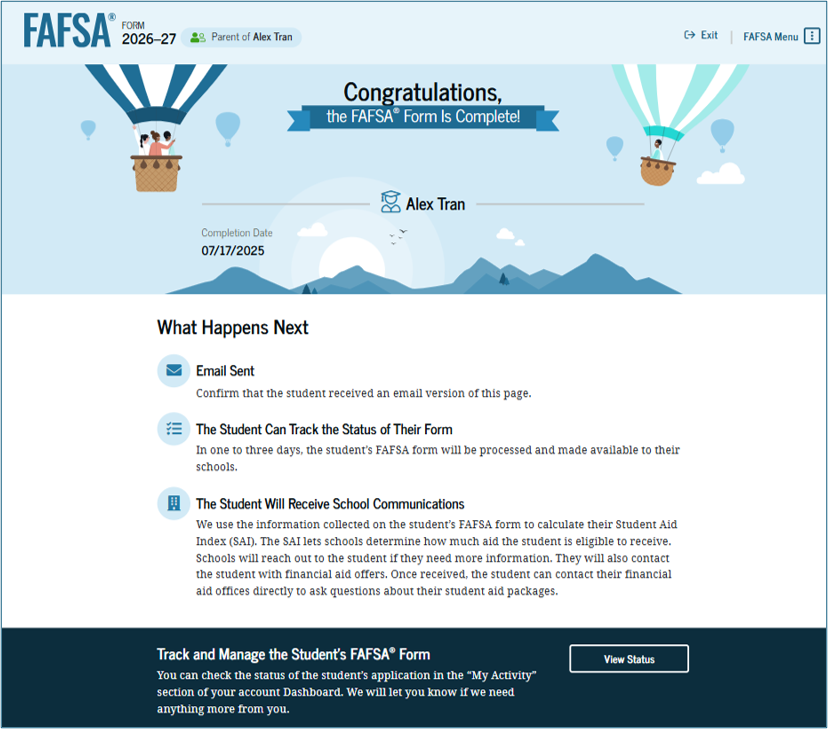 FAFSA®
FORM
2026–27
Parent of Alex Tran
Exit
FAFSA Menu
Congratulations,
the FAFSA® Form Is Complete!
Alex Tran
Completion Date
07/17/2025
What Happens Next
Email Sent
Confirm that the student received an email version of this page.
The Student Can Track the Status of Their Form
In one to three days, the student's FAFSA form will be processed and made available to their
schools.
The Student Will Receive School Communications
We use the information collected on the student's FAFSA form to calculate their Student Aid
Index (SAI). The SAI lets schools determine how much aid the student is eligible to receive.
Schools will reach out to the student if they need more information. They will also contact
the student with financial aid offers. Once received, the student can contact their financial
aid offices directly to ask questions about their student aid packages.
Track and Manage the Student's FAFSA® Form
You can check the status of the student's application in the “My Activity”
section of your account Dashboard. We will let you know if we need
anything more from you.
View Status